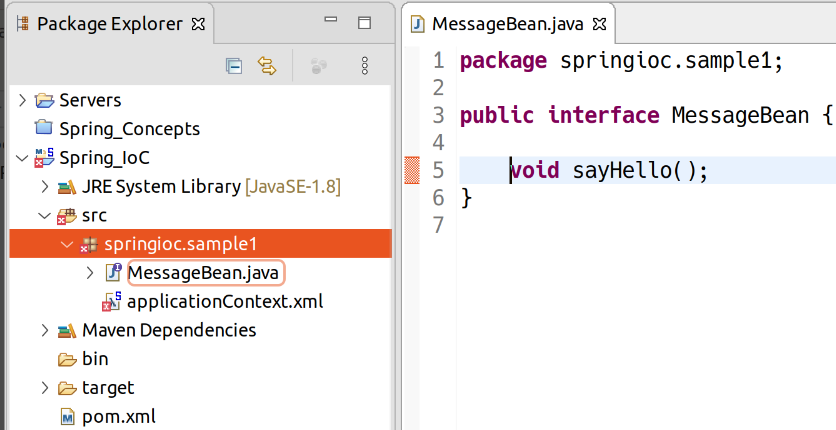 Package Explorer
Servers
Spring_Concepts
Spring_IoC
JRE System Library [JavaSE-1.8]
src
springioc.sample1
MessageBean.java
applicationContext.xml
Maven Dependencies
bin
target
pom.xml
MessageBean.java
1 package springioc.sample1;
2
3 public interface MessageBean {
4
5 void sayHello();
6 }
7